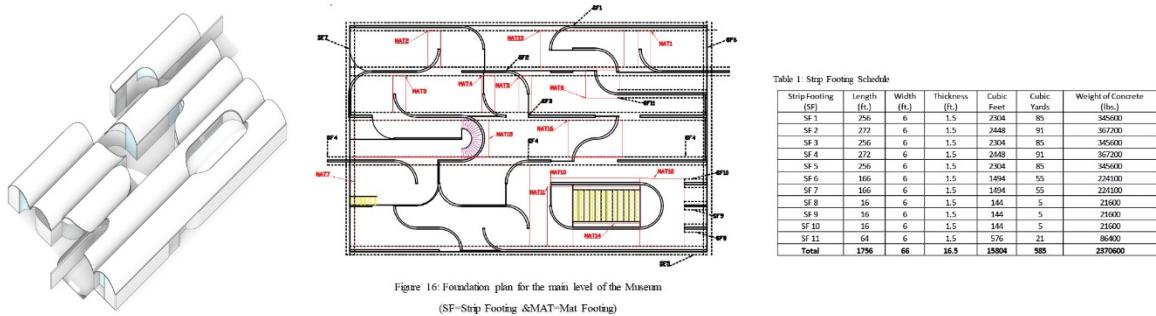 SF1
SF7
MAT2
MAT13
MAT1
SF6
SF2
MAT3
MAT4
MAT5
MAT6
SF11
SF3
SF4
MAT15
MAT16
SF4
SF4
MAT7
MAT10
MAT12
SF10
MAT11
SF9
MAT14
SF8
SF5
Figure 16: Foundation plan for the main level of the Museum
(SF=Strip Footing &MAT=Mat Footing)
Table 1: Strip Footing Schedule
Strip Footing (SF) Length (ft.) Width (ft.) Thickness (ft.) Cubic Feet Cubic Yards Weight of Concrete (lbs.)
SF 1 256 6 1.5 2304 85 345600
SF 2 272 6 1.5 2448 91 367200
SF 3 256 6 1.5 2304 85 345600
SF 4 272 6 1.5 2448 91 367200
SF 5 256 6 1.5 2304 85 345600
SF 6 166 6 1.5 1494 55 224100
SF 7 166 6 1.5 1494 55 224100
SF 8 16 6 1.5 144 5 21600
SF 9 16 6 1.5 144 5 21600
SF 10 16 6 1.5 144 5 21600
SF 11 64 6 1.5 576 21 86400
Total 1756 66 16.5 15804 585 2370600